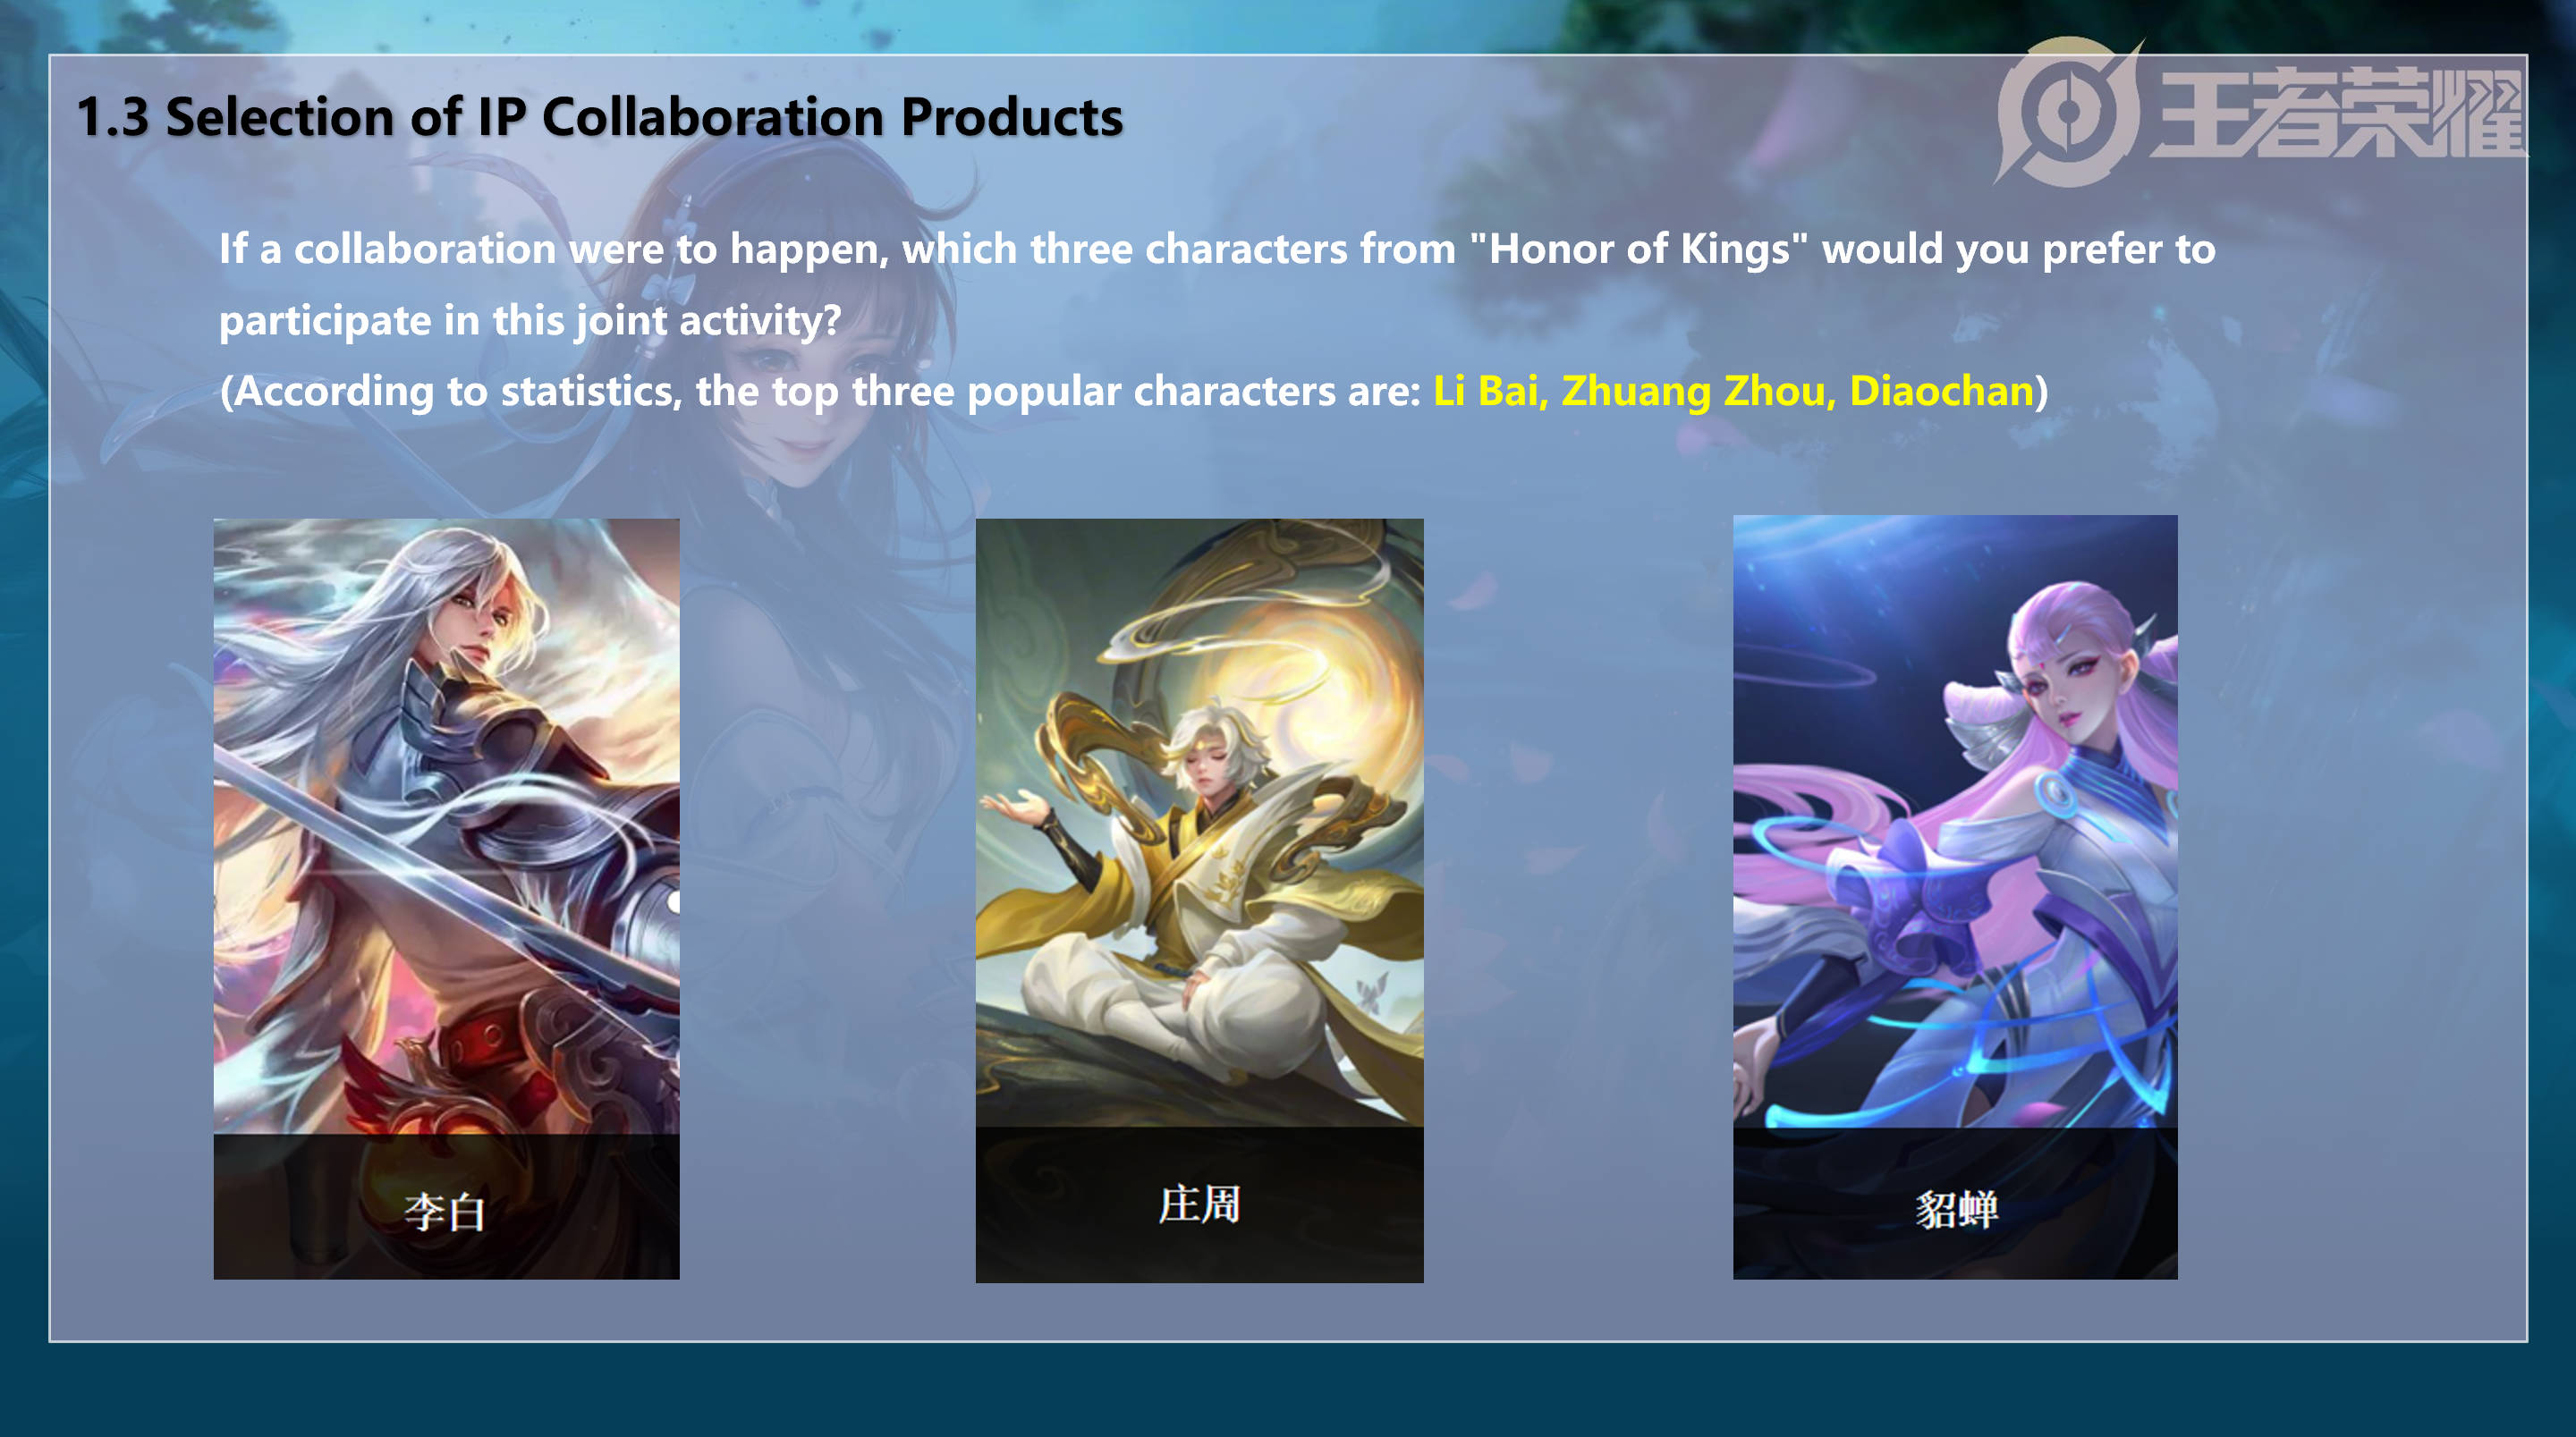 王者荣耀
1.3 Selection of IP Collaboration Products
If a collaboration were to happen, which three characters from "Honor of Kings" would you prefer to
participate in this joint activity?
(According to statistics, the top three popular characters are: Li Bai, Zhuang Zhou, Diaochan)
李白
庄周
貂蝉